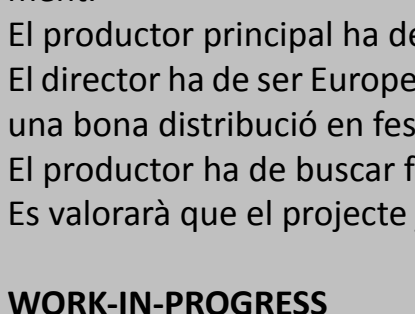 El productor principal ha de
El director ha de ser Europe
una bona distribució en fes
El productor ha de buscar f
Es valorarà que el projecte
WORK-IN-PROGRESS